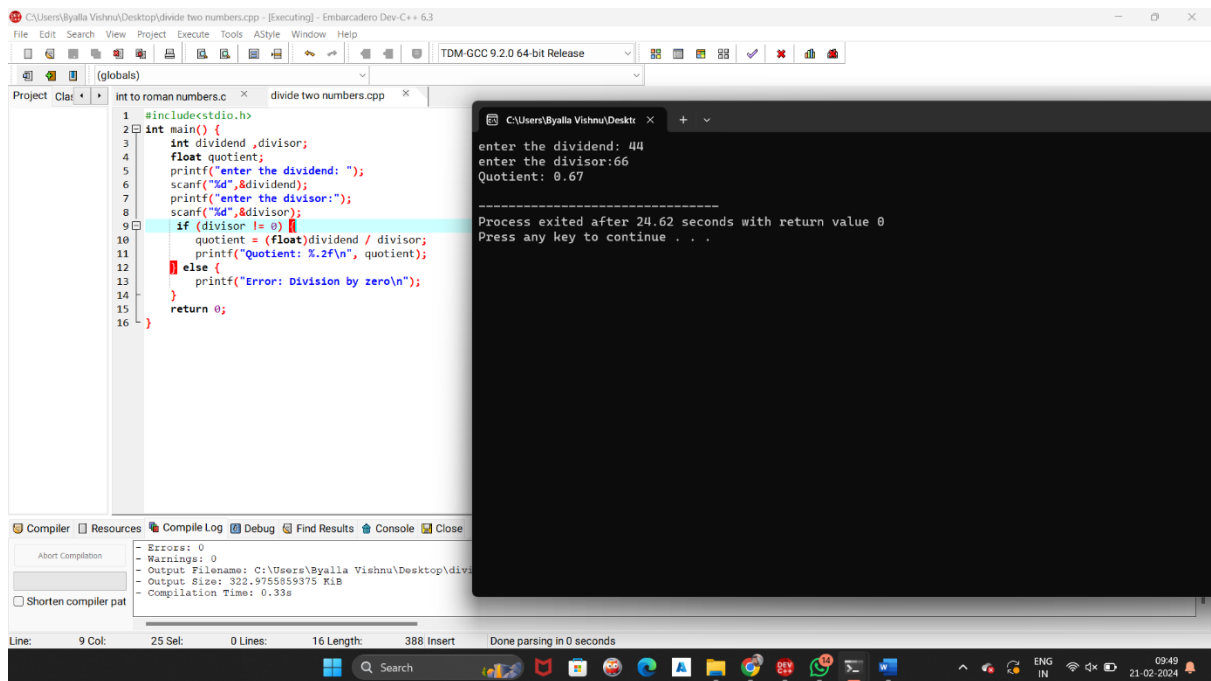 C:\Users\Byalla Vishnu\Desktop\divide two numbers.cpp - [Executing] - Embarcadero Dev-C++ 6.3
File Edit Search View Project Execute Tools AStyle Window Help
TDM-GCC 9.2.0 64-bit Release
(globals)
Project Clas int to roman numbers.c divide two numbers.cpp
1 #include<stdio.h>
2 int main() {
3 int dividend ,divisor;
4 float quotient;
5 printf("enter the dividend: ");
6 scanf("%d",&dividend);
7 printf("enter the divisor:");
8 scanf("%d",&divisor);
9 if (divisor != 0) {
10 quotient = (float)dividend / divisor;
11 printf("Quotient: %.2f\n", quotient);
12 } else {
13 printf("Error: Division by zero\n");
14 }
15 return 0;
16 }
C:\Users\Byalla Vishnu\Deskt
enter the dividend: 44
enter the divisor:66
Quotient: 0.67
--------------------------------
Process exited after 24.62 seconds with return value 0
Press any key to continue . . .
Compiler Resources Compile Log Debug Find Results Console Close
Abort Compilation
Shorten compiler pat
- Errors: 0
- Warnings: 0
- Output Filename: C:\Users\Byalla Vishnu\Desktop\divi
- Output Size: 322.9755859375 KiB
- Compilation Time: 0.33s
Line: 9 Col: 25 Sel: 0 Lines: 16 Length: 388 Insert Done parsing in 0 seconds
Search
DEV
14
ENG
IN
09:49
21-02-2024